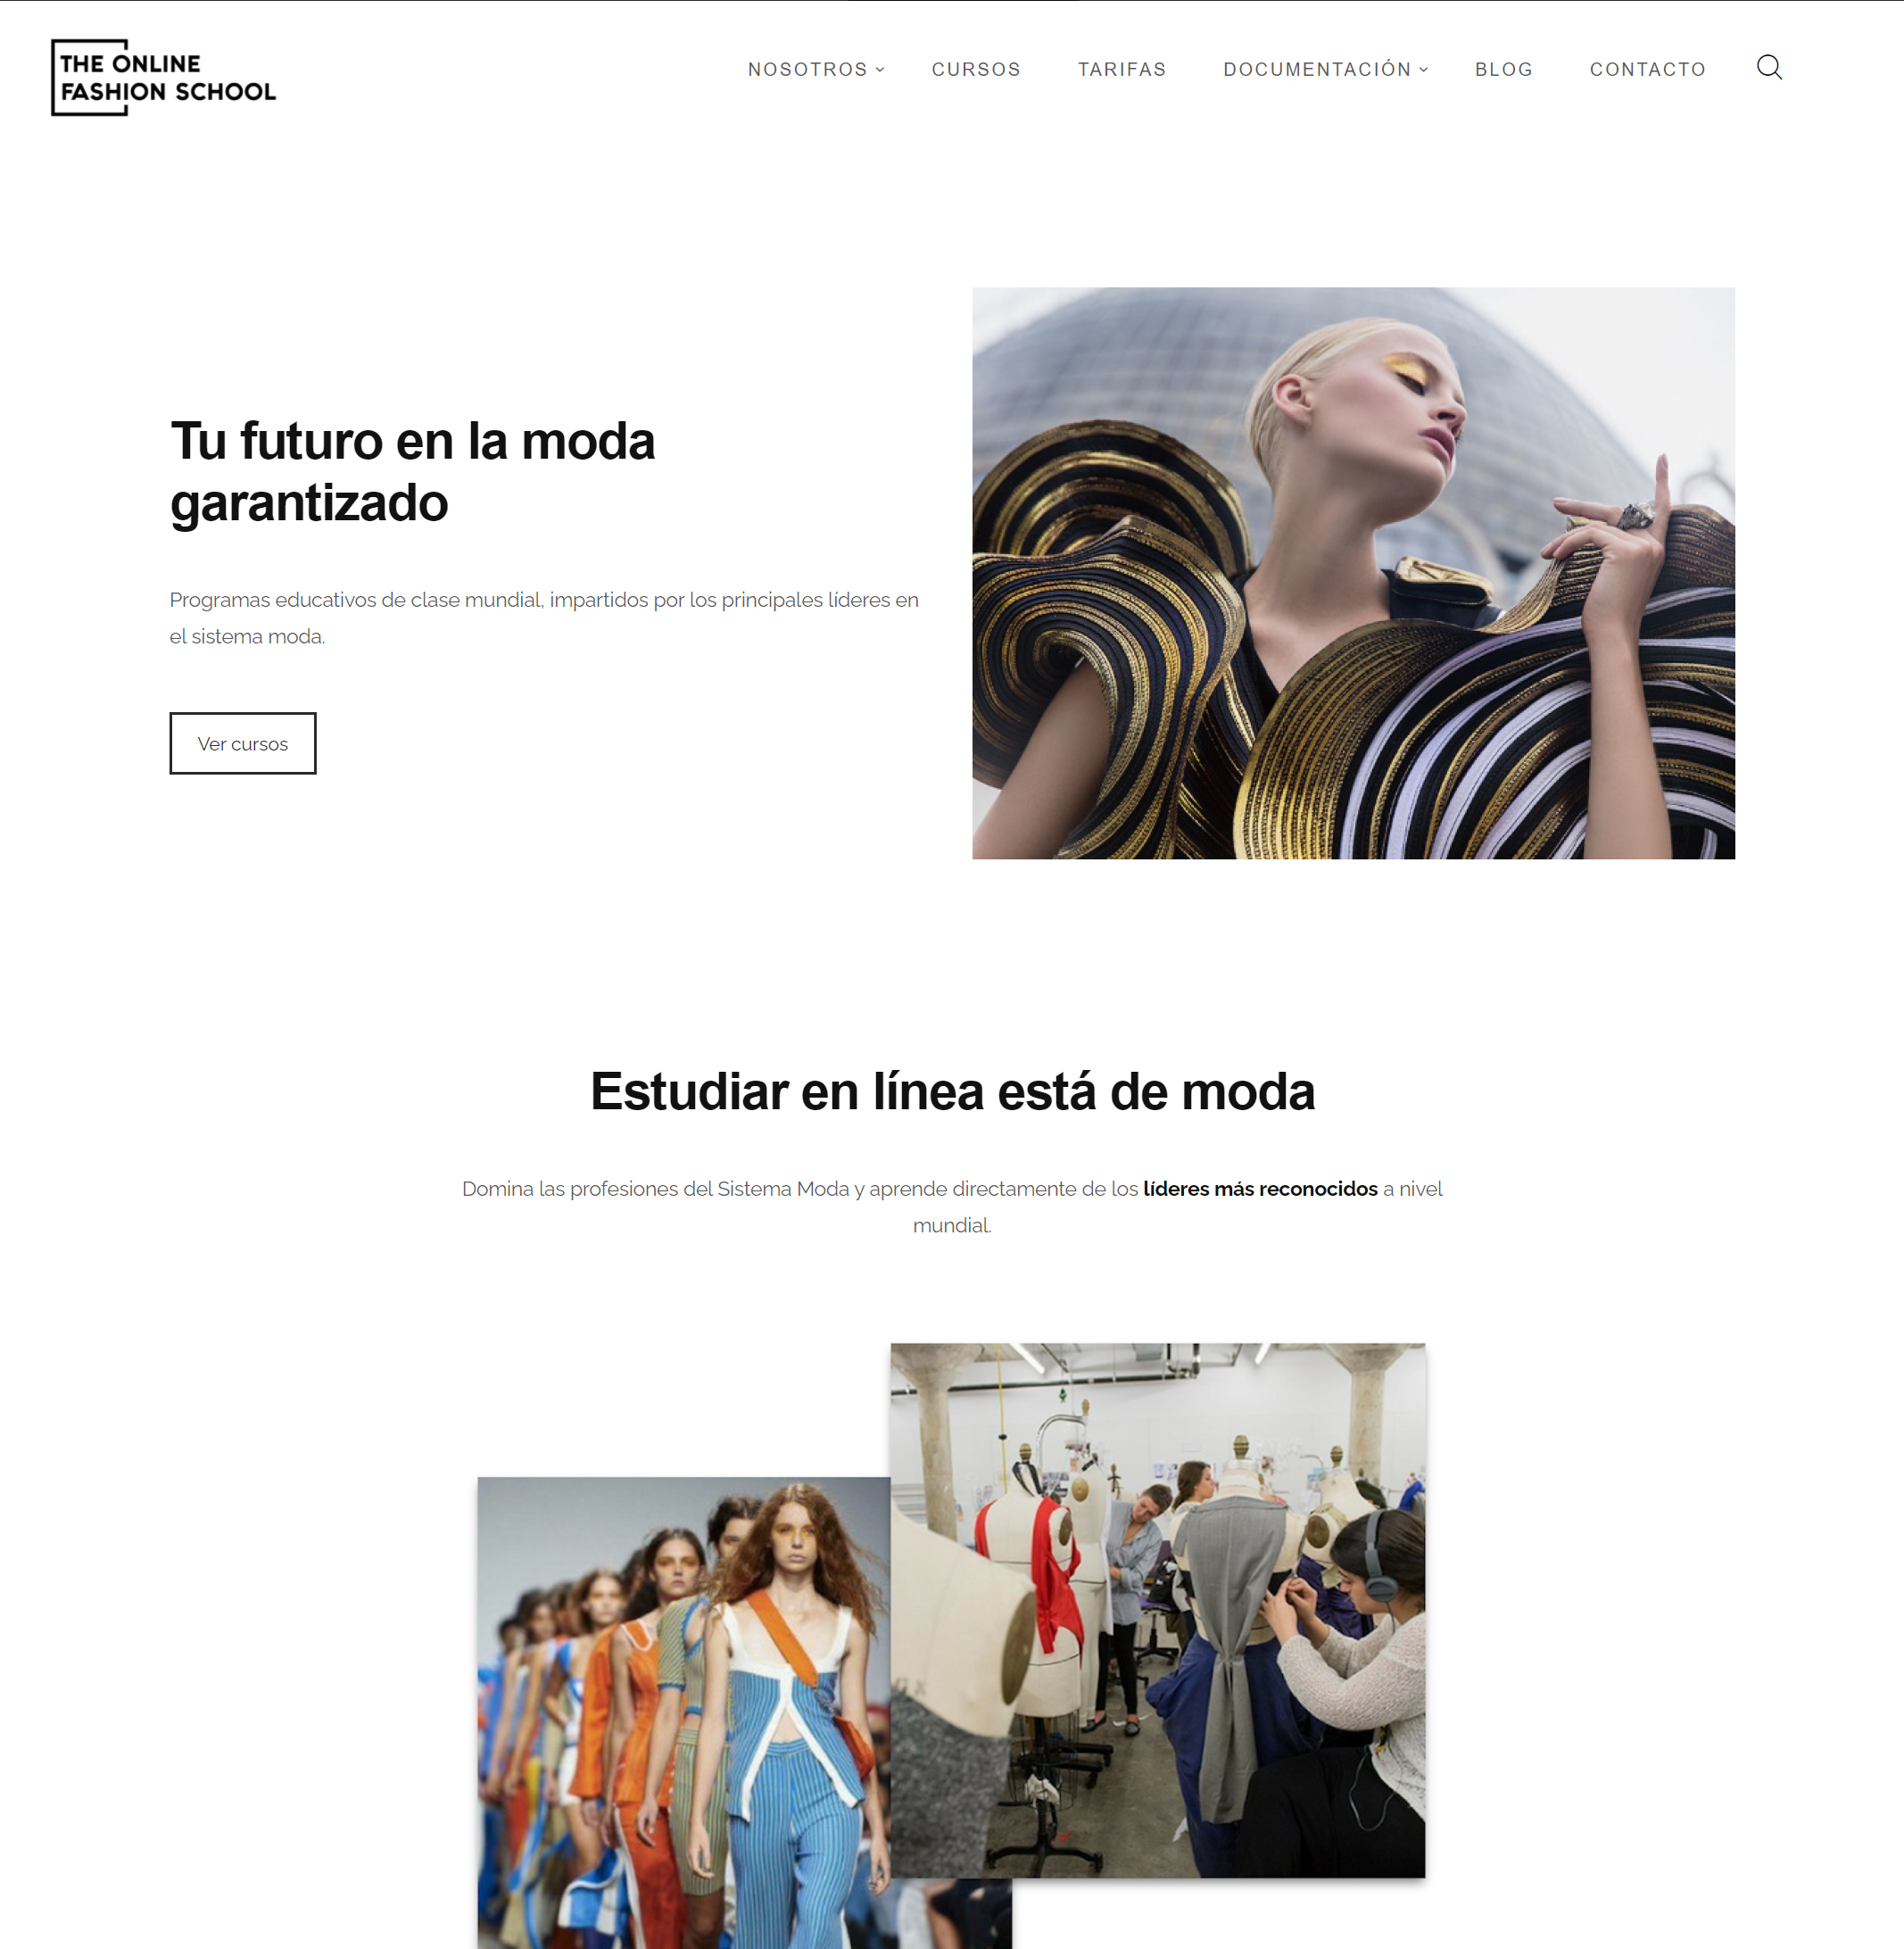 THE ONLINE
FASHION SCHOOL
NOSOTROS
CURSOS
TARIFAS
DOCUMENTACIÓN
BLOG
CONTACTO
Tu futuro en la moda
garantizado
Programas educativos de clase mundial, impartidos por los principales líderes en
el sistema moda.
Ver cursos
Estudiar en línea está de moda
Domina las profesiones del Sistema Moda y aprende directamente de los líderes más reconocidos a nivel
mundial.